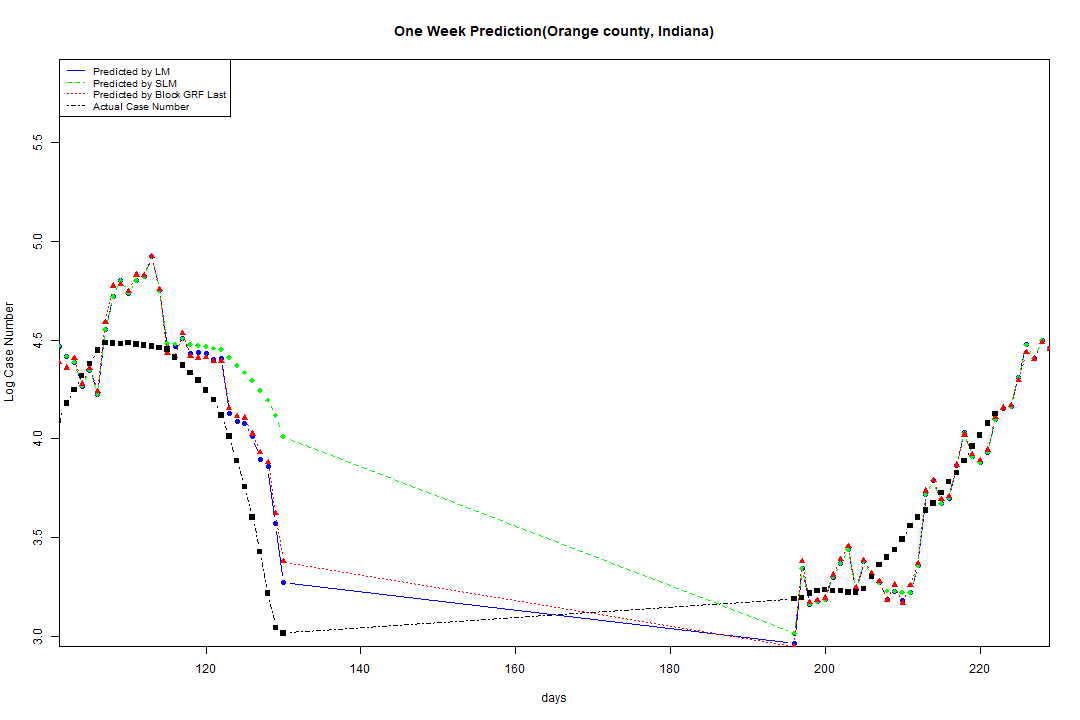 One Week Prediction(Orange county, Indiana)
Predicted by LM
Predicted by SLM
Predicted by Block GRF Last
Actual Case Number
5.5
5.0
4.5
4.0
3.5
3.0
Log Case Number
120 140 160 180 200 220
days